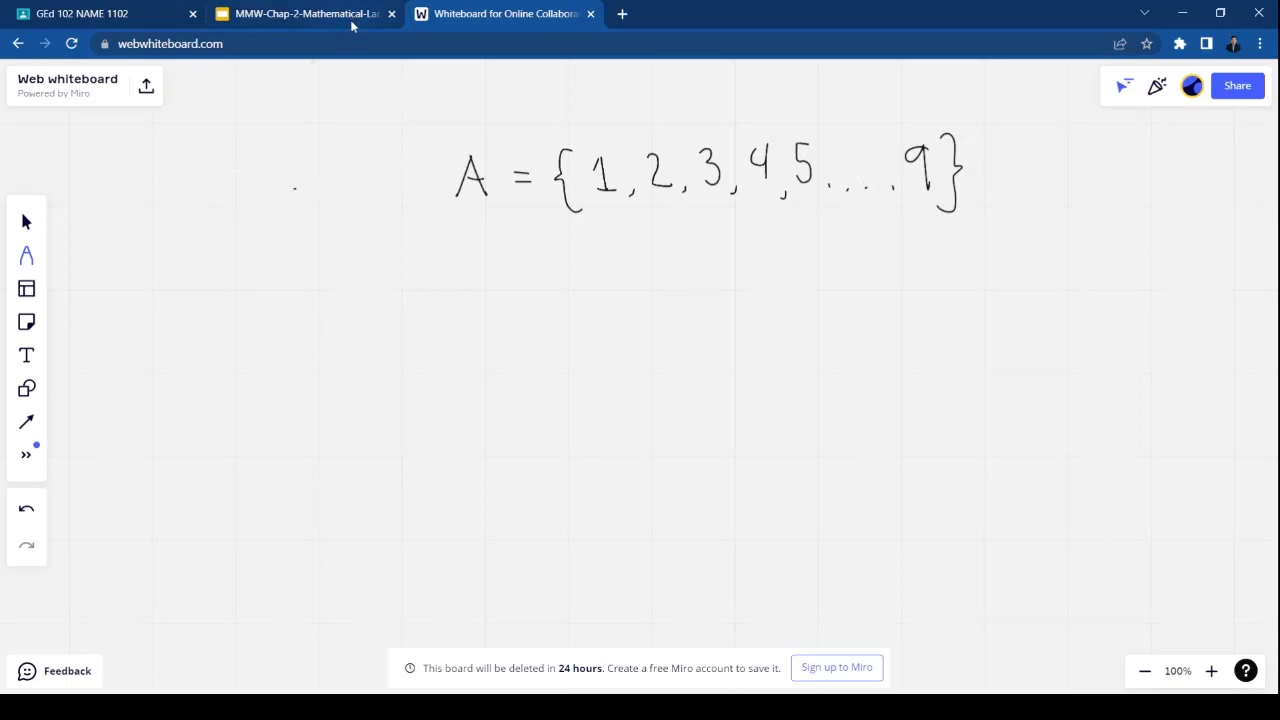 GEd 102 NAME 1102
MMW-Chap-2-Mathematical-La
Whiteboard for Online Collabora
webwhiteboard.com
Web whiteboard
Powered by Miro
Share
A = {1, 2, 3, 4, 5. . . . . 9}
T
Feedback
This board will be deleted in 24 hours. Create a free Miro account to save it.
Sign up to Miro
100%